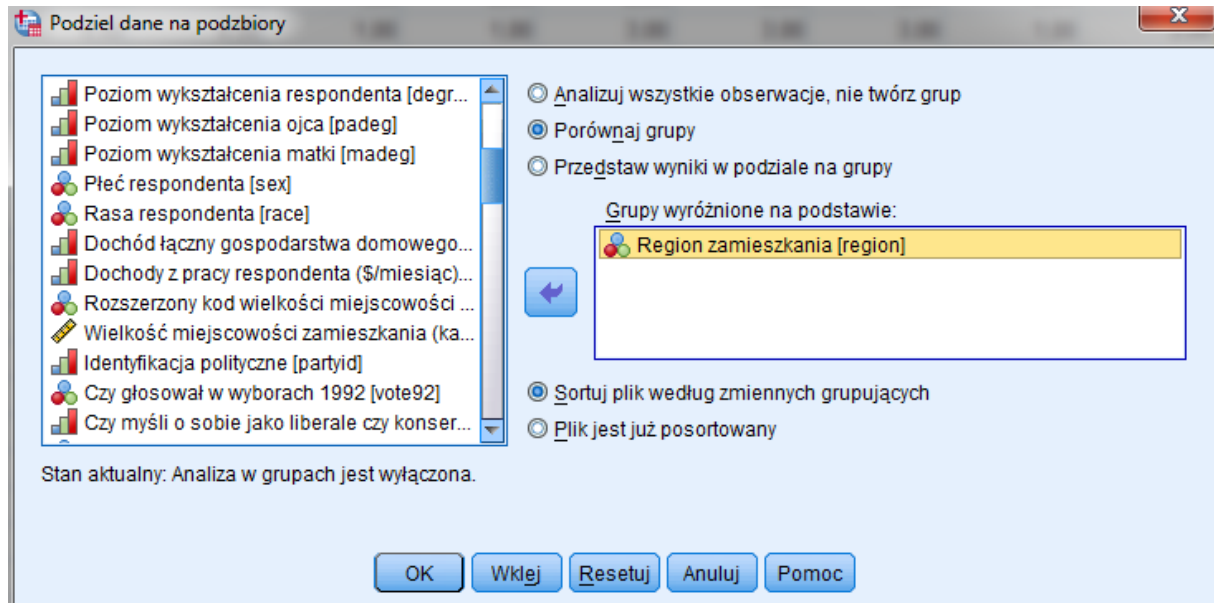 Podziel dane na podzbiory
Poziom wykształcenia respondenta [degr...
Poziom wykształcenia ojca [padeg]
Poziom wykształcenia matki [madeg]
Płeć respondenta [sex]
Rasa respondenta [race]
Dochód łączny gospodarstwa domowego...
Dochody z pracy respondenta ($/miesiąc)...
Rozszerzony kod wielkości miejscowości ...
Wielkość miejscowości zamieszkania (ka...
Identyfikacja polityczne [partyid]
Czy głosował w wyborach 1992 [vote92]
Czy myśli o sobie jako liberale czy konser...
Analizuj wszystkie obserwacje, nie twórz grup
Porównaj grupy
Przedstaw wyniki w podziale na grupy
Grupy wyróżnione na podstawie:
Region zamieszkania [region]
Sortuj plik według zmiennych grupujących
Plik jest już posortowany
Stan aktualny: Analiza w grupach jest wyłączona.
OK Wklej Resetuj Anuluj Pomoc